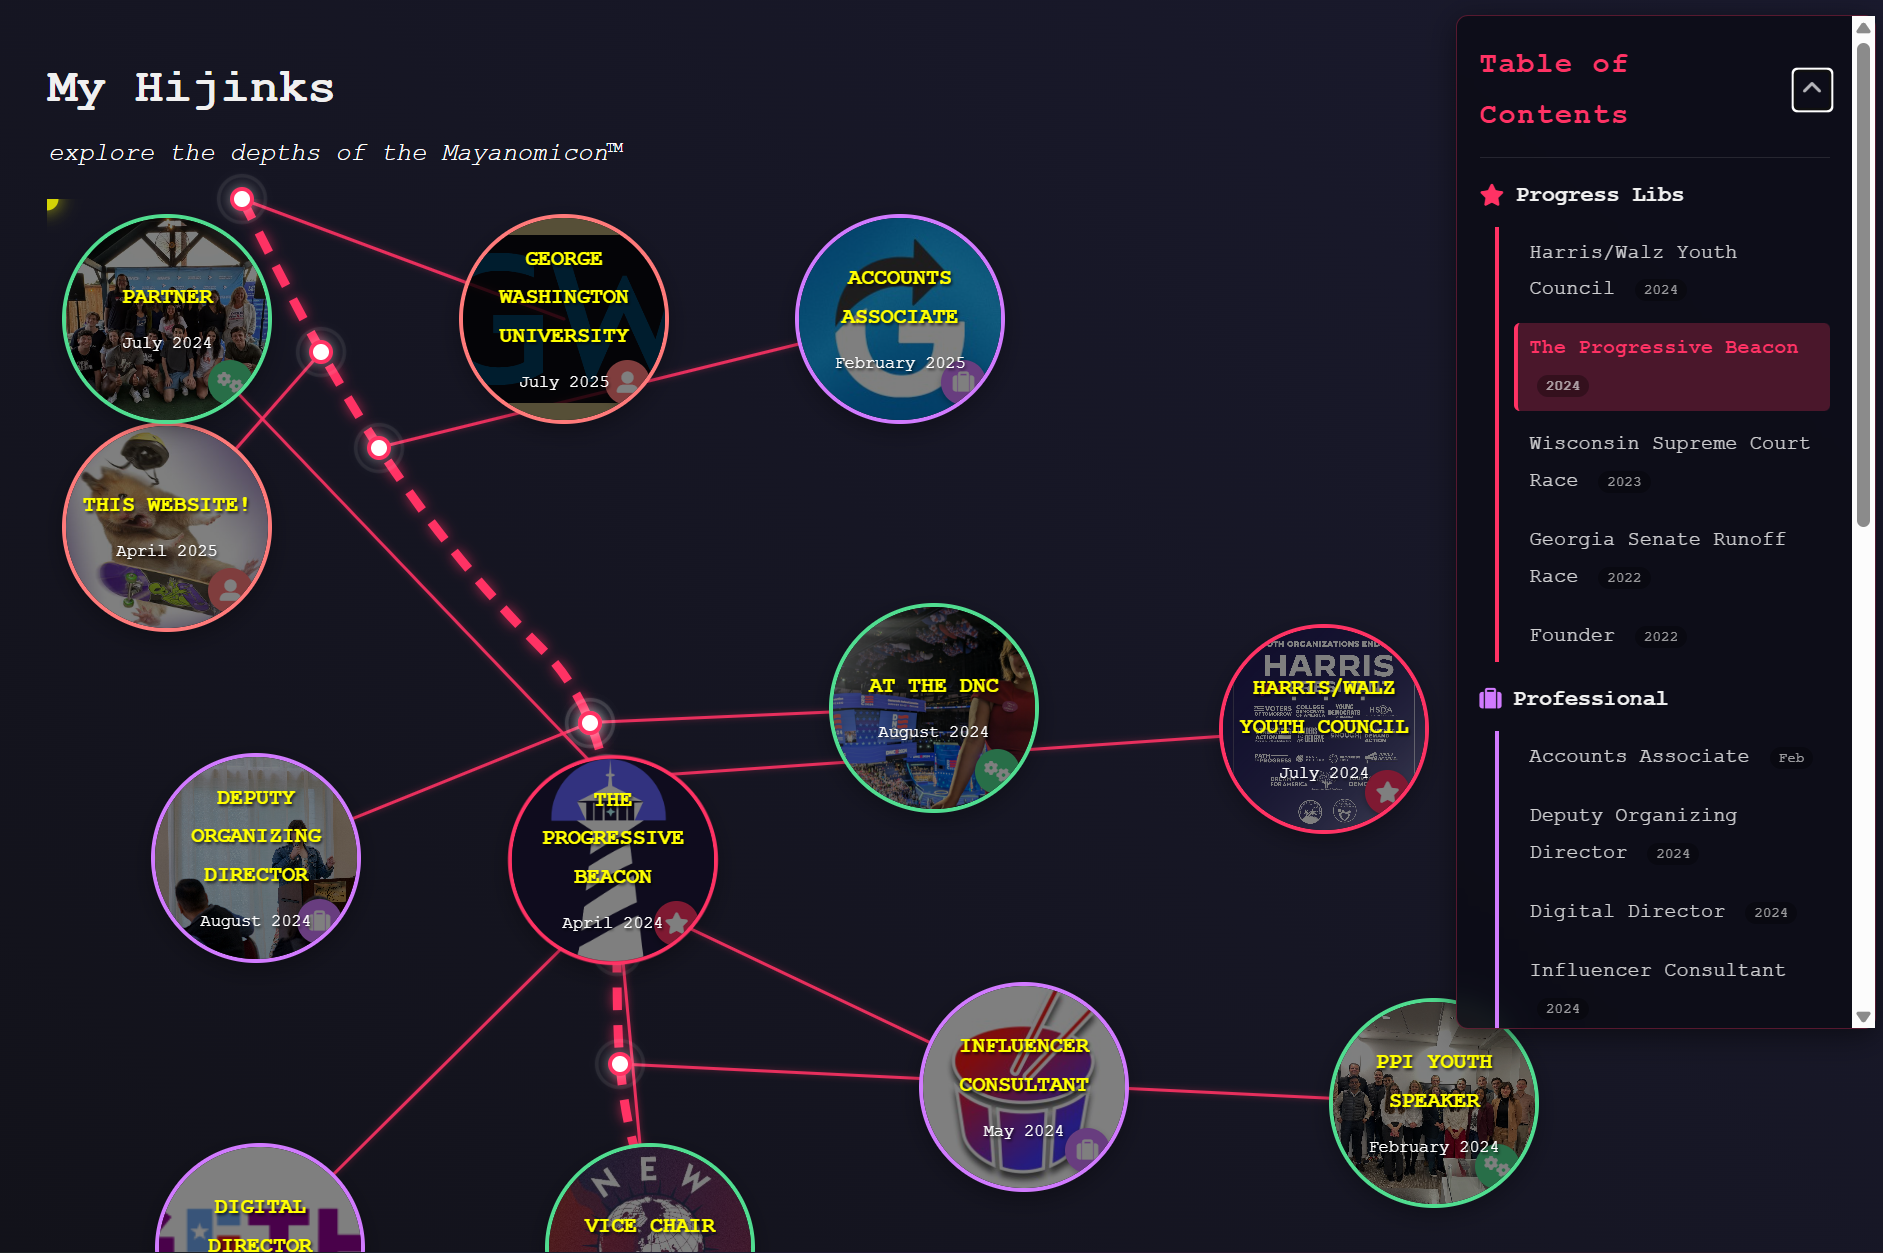 My Hijinks
explore the depths of the Mayanomicon™
PARTNER
July 2024
GEORGE
WASHINGTON
UNIVERSITY
July 2025
ACCOUNTS
ASSOCIATE
February 2025
THIS WEBSITE!
April 2025
AT THE DNC
August 2024
HARRIS
HARRIS/WALZ
YOUTH COUNCIL
July 2024
DEPUTY
ORGANIZING
DIRECTOR
August 2024
THE
PROGRESSIVE
BEACON
April 2024
INFLUENCER
CONSULTANT
May 2024
PPI YOUTH
SPEAKER
February 2024
DIGITAL
DIRECTOR
NEW
VICE CHAIR
Table of
Contents
Progress Libs
Harris/Walz Youth
Council 2024
The Progressive Beacon
2024
Wisconsin Supreme Court
Race 2023
Georgia Senate Runoff
Race 2022
Founder 2022
Professional
Accounts Associate Feb
Deputy Organizing
Director 2024
Digital Director 2024
Influencer Consultant
2024